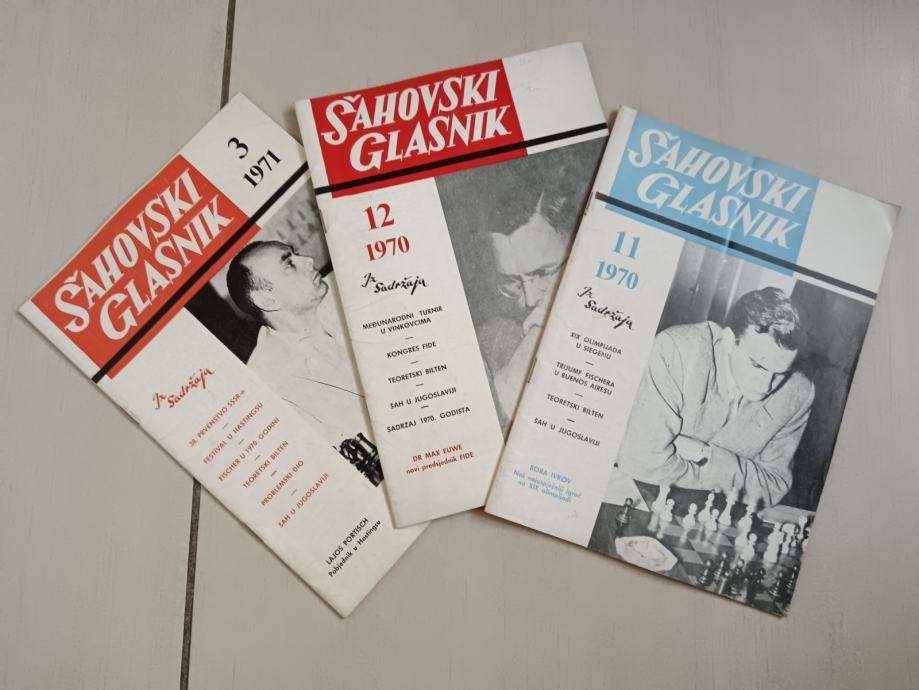 ŠAHOVSKI
GLASNIK
3
1971
Iz Sadržaja
38. PRVENSTVO SSSR-a
—
FESTIVAL U HASTINGSU
—
FISCHER U 1970. GODINI
—
TEORETSKI BILTEN
—
PROBLEMSKI DIO
—
ŠAH U JUGOSLAVIJI
LAJOS PORTISCH
Pobjednik u Hastingsu
ŠAHOVSKI
GLASNIK
12
1970
Iz
Sadržaja
MEĐUNARODNI TURNIR
U VINKOVCIMA
—
KONGRES FIDE
—
TEORETSKI BILTEN
—
ŠAH U JUGOSLAVIJI
—
SADRŽAJ 1970. GODIŠTA
DR MAX EUWE
novi predsjednik FIDE
ŠAHOVSKI
GLASNIK
11
1970
Iz
Sadržaja
XIX OLIMPIJADA
U SIEGENU
—
TRIJUMF FISCHERA
U BUENOS AIRESU
—
TEORETSKI BILTEN
—
ŠAH U JUGOSLAVIJI
BORA IVKOV
Naš najuspješniji igrač
na XIX olimpijadi